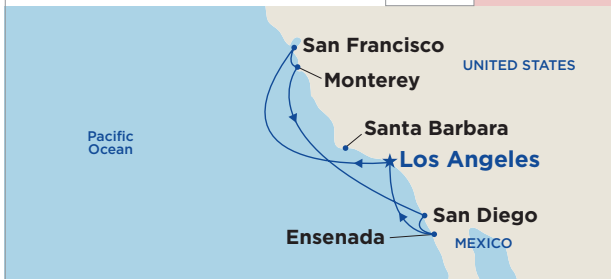 San Francisco
UNITED STATES
Monterey
Pacific
Ocean
Santa Barbara
Los Angeles
San Diego
Ensenada
MEXICO